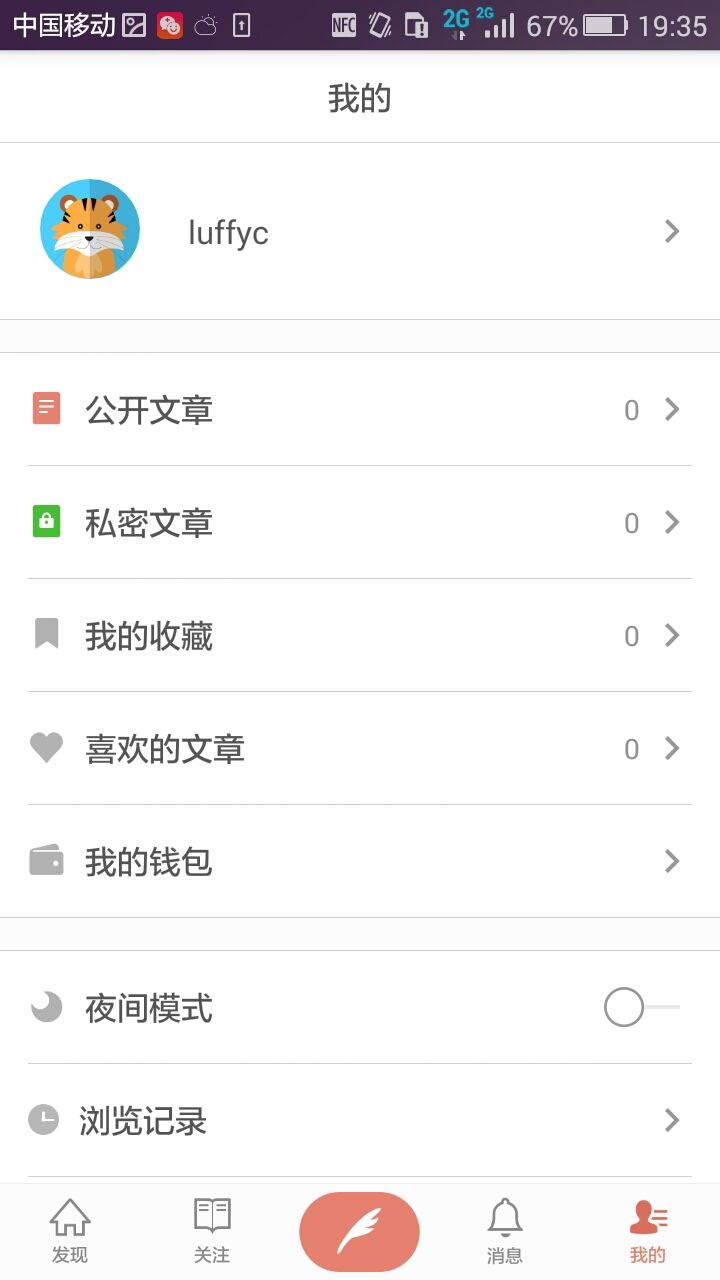 中国移动 NFC 2G 2G 67% 19:35
我的
luffyc
公开文章 0
私密文章 0
我的收藏 0
喜欢的文章 0
我的钱包
夜间模式
浏览记录
发现 关注 消息 我的